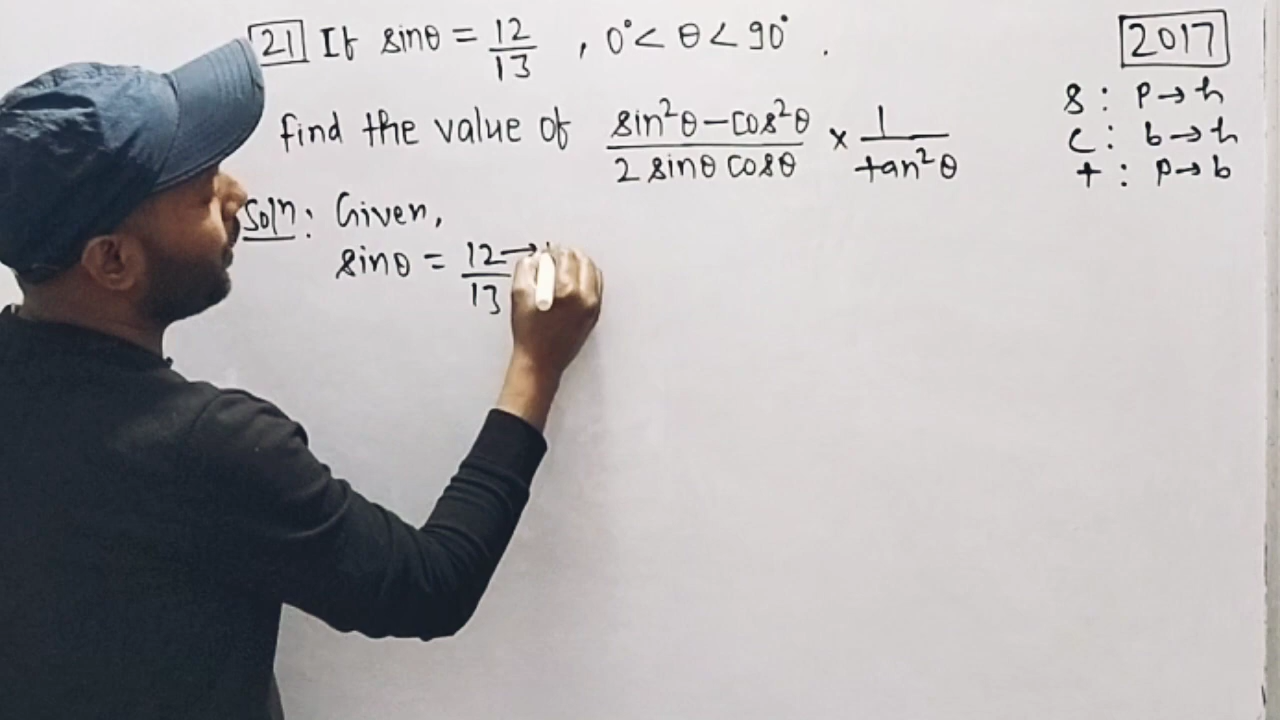 21 If sinθ = 12/13 , 0° < θ < 90° .
2017
find the value of (sin²θ - cos²θ)/(2 sinθ cosθ) × 1/tan²θ
s : p → h
c : b → h
t : p → b
Solⁿ: Given,
sinθ = 12/13 →